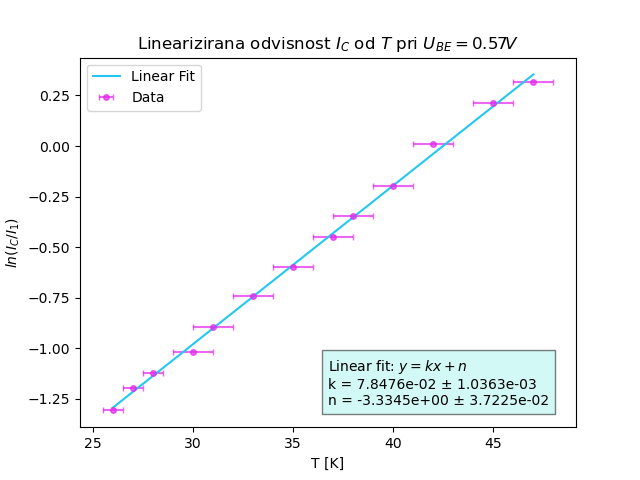 Linearizirana odvisnost $I_C$ od $T$ pri $U_{BE} = 0.57V$
Linear Fit
Data
0.25
0.00
−0.25
−0.50
−0.75
−1.00
−1.25
$ln(I_C/I_1)$
Linear fit: $y = kx + n$
k = 7.8476e-02 ± 1.0363e-03
n = -3.3345e+00 ± 3.7225e-02
25
30
35
40
45
T [K]